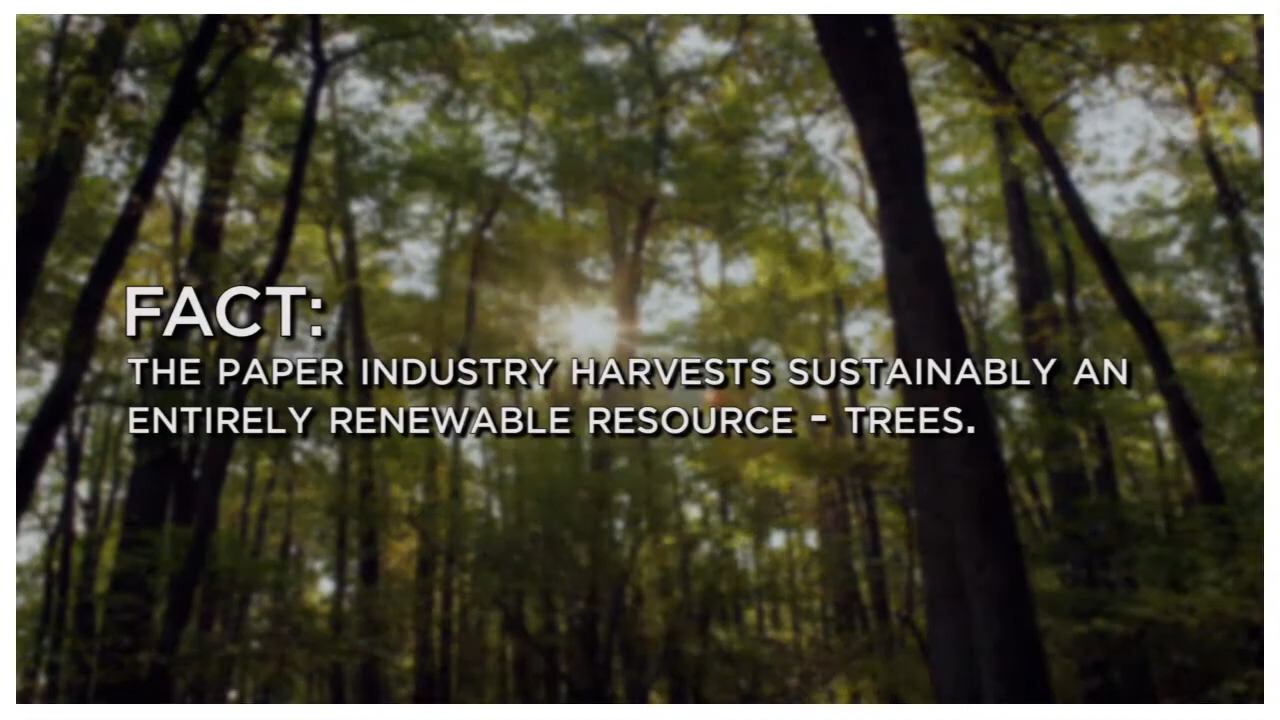 FACT:
THE PAPER INDUSTRY HARVESTS SUSTAINABLY AN
ENTIRELY RENEWABLE RESOURCE - TREES.